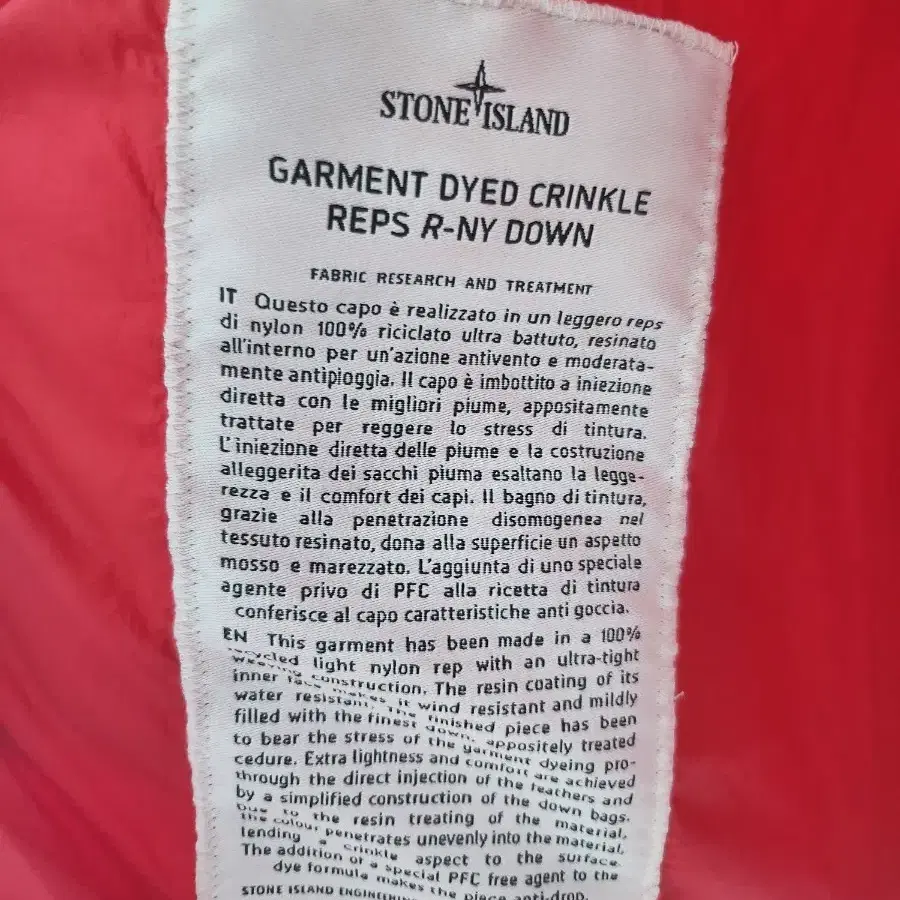 STONE ISLAND
GARMENT DYED CRINKLE
REPS R-NY DOWN
FABRIC RESEARCH AND TREATMENT
IT Questo capo è realizzato in un leggero reps
di nylon 100% riciclato ultra battuto, resinato
all'interno per un'azione antivento e moderata-
mente antipioggia. Il capo è imbottito a iniezione
diretta con le migliori piume, appositamente
trattate per reggere lo stress di tintura.
L'iniezione diretta delle piume e la costruzione
alleggerita dei sacchi piuma esaltano la legge-
rezza e il comfort dei capi. Il bagno di tintura,
grazie alla penetrazione disomogenea nel
tessuto resinato, dona alla superficie un aspetto
mosso e marezzato. L'aggiunta di uno speciale
agente privo di PFC alla ricetta di tintura
conferisce al capo caratteristiche anti goccia.
EN This garment has been made in a 100%
recycled light nylon rep with an ultra-tight
weaving construction. The resin coating of its
inner face makes it wind resistant and mildly
water resistant. The finished piece has been
filled with the finest down, appositely treated
to bear the stress of the garment dyeing pro-
cedure. Extra lightness and comfort are achieved
through the direct injection of the feathers and
by a simplified construction of the down bags.
Due to the resin treating of the material,
the colour penetrates unevenly into the material,
lending a crinkle aspect to the surface.
The addition of a special PFC free agent to the
dye formula makes the piece anti-drop.
STONE ISLAND ENGINEERING